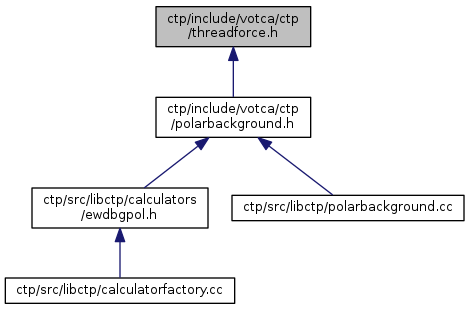 ctp/include/votca/ctp
/threadforce.h
ctp/include/votca/ctp
/polarbackground.h
ctp/src/libctp/calculators
/ewdbgpol.h
ctp/src/libctp/polarbackground.cc
ctp/src/libctp/calculatorfactory.cc